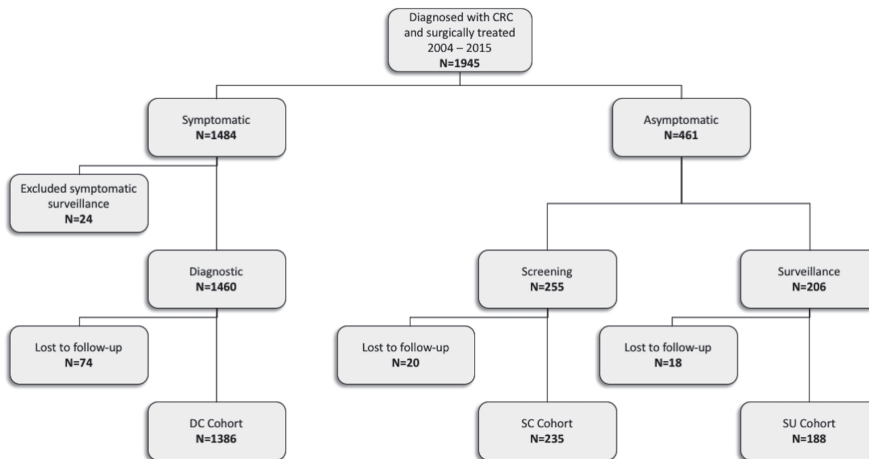 Diagnosed with CRC
and surgically treated
2004 – 2015
N=1945
Symptomatic
N=1484
Asymptomatic
N=461
Excluded symptomatic
surveillance
N=24
Diagnostic
N=1460
Screening
N=255
Surveillance
N=206
Lost to follow-up
N=74
Lost to follow-up
N=20
Lost to follow-up
N=18
DC Cohort
N=1386
SC Cohort
N=235
SU Cohort
N=188